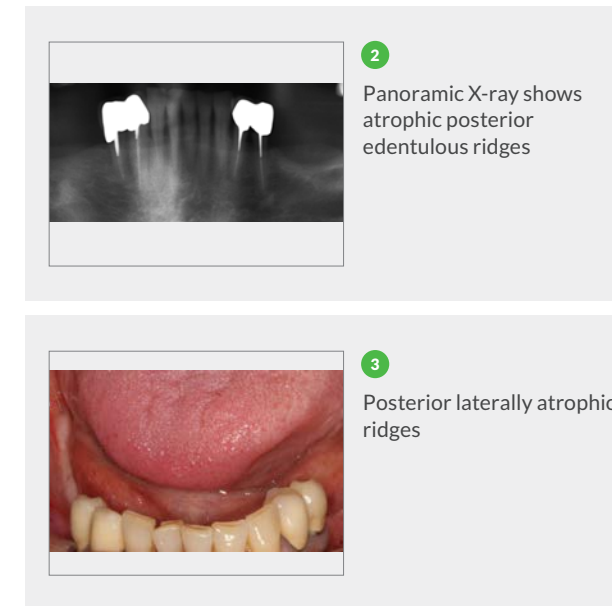 2
Panoramic X-ray shows
atrophic posterior
edentulous ridges
3
Posterior laterally atrophic
ridges